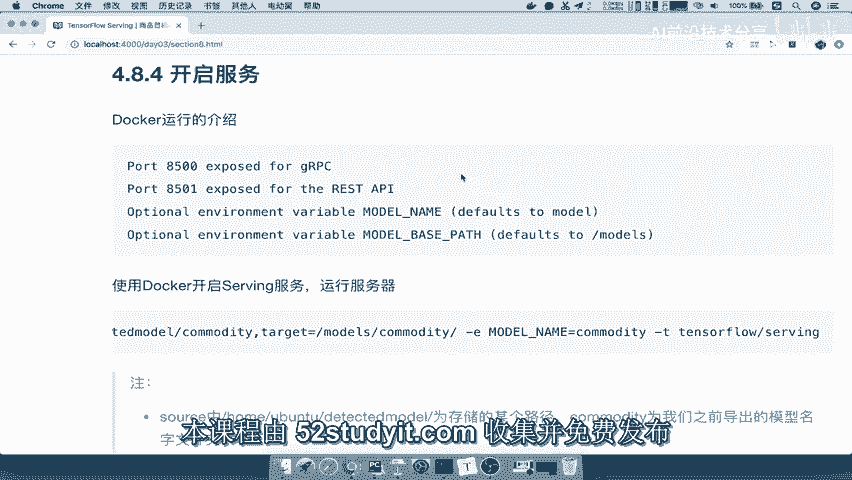 Chrome 文件 修改 视图 历史记录 书签 其他人 电动翼 帮助
100%
TensorFlow Serving | 商品目标
localhost:4000/day03/section8.html
AI前沿技术分享
4.8.4 开启服务
Docker运行的介绍
Port 8500 exposed for gRPC
Port 8501 exposed for the REST API
Optional environment variable MODEL_NAME (defaults to model)
Optional environment variable MODEL_BASE_PATH (defaults to /models)
使用Docker开启Serving服务，运行服务器
tedmodel/commodity,target=/models/commodity/ -e MODEL_NAME=commodity -t tensorflow/serving
注：
source中/home/ubuntu/detectedmodel/为存储的某个路径，commodity为我们之前导出的模型名
本课程由 52studyit.com 收集并免费发布